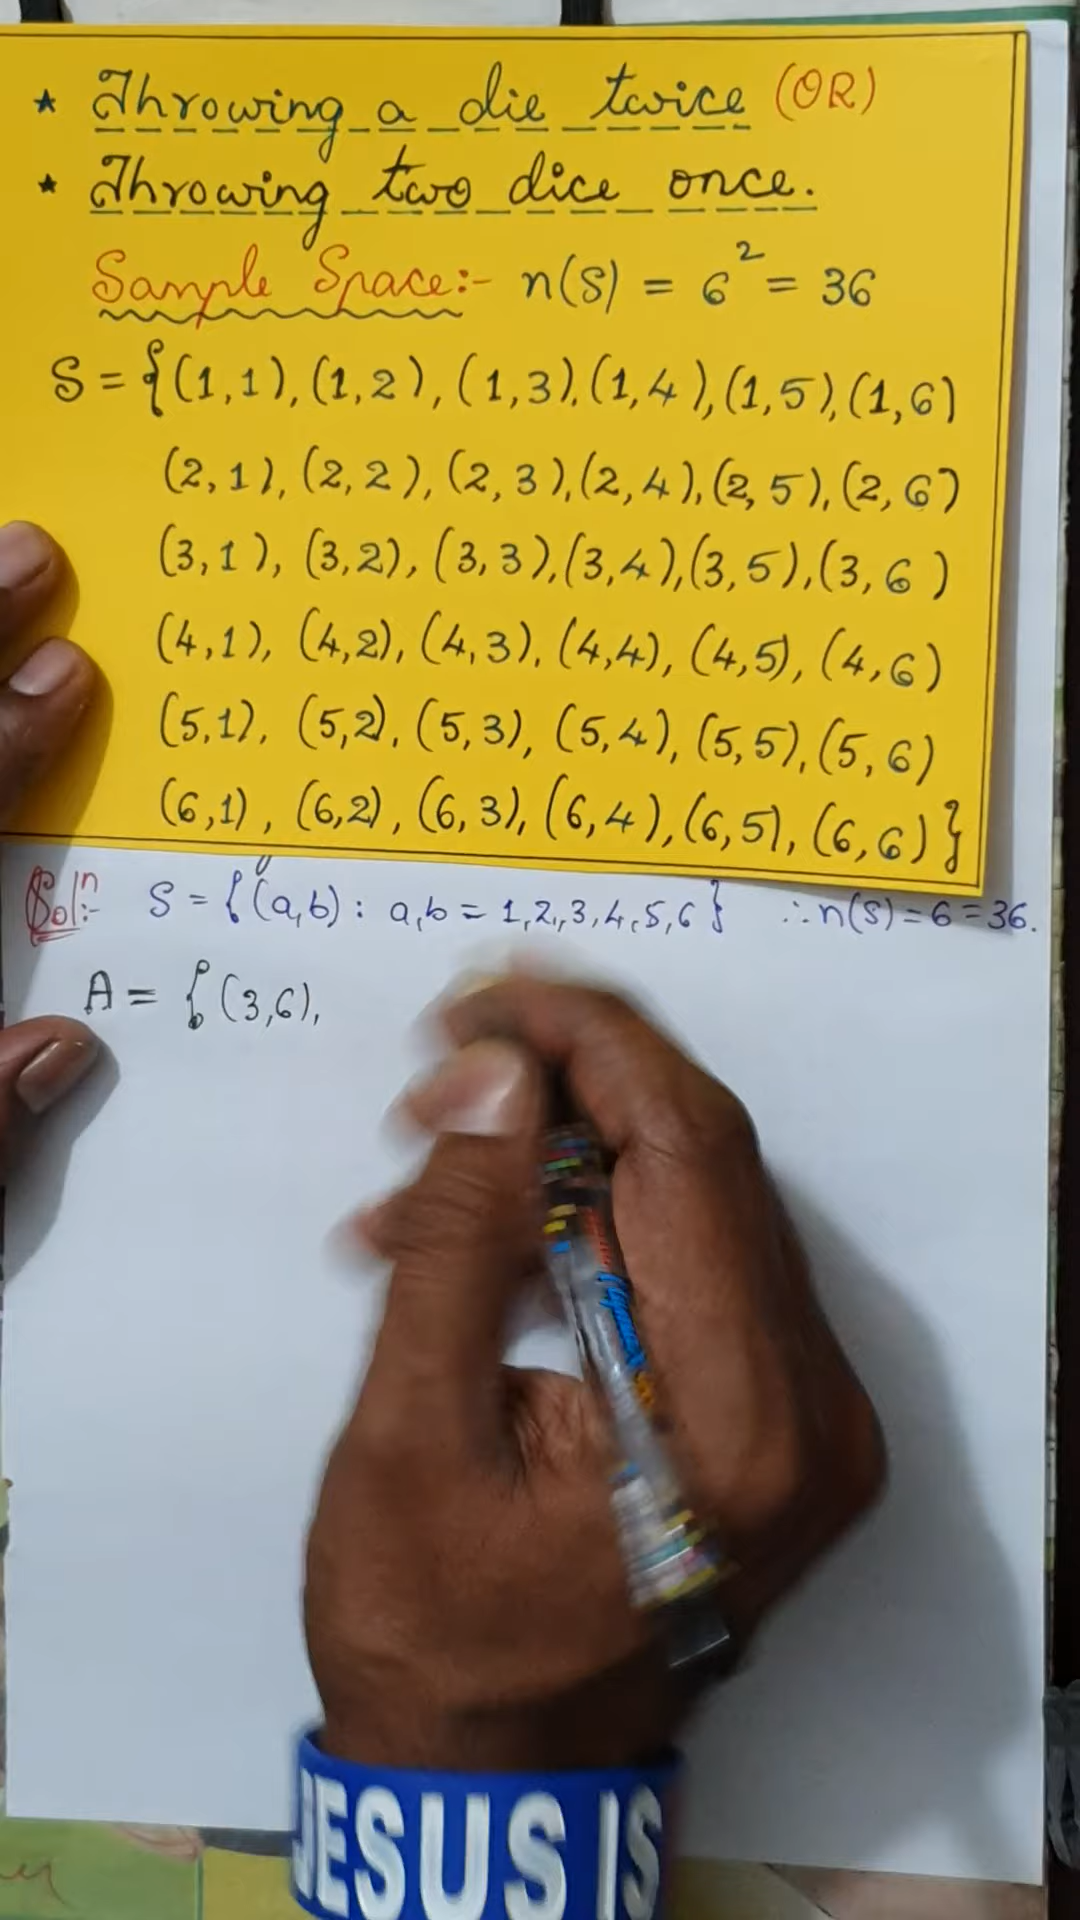 * Throwing a die twice (OR)
* Throwing two dice once.
Sample Space:- n(S) = 6² = 36
S = {(1,1), (1,2), (1,3), (1,4), (1,5), (1,6)
(2,1), (2,2), (2,3), (2,4), (2,5), (2,6)
(3,1), (3,2), (3,3), (3,4), (3,5), (3,6)
(4,1), (4,2), (4,3), (4,4), (4,5), (4,6)
(5,1), (5,2), (5,3), (5,4), (5,5), (5,6)
(6,1), (6,2), (6,3), (6,4), (6,5), (6,6)}
Solⁿ:- S = {(a,b) : a,b = 1,2,3,4,5,6} ∴ n(S) = 6 = 36.
A = {(3,6),
JESUS IS